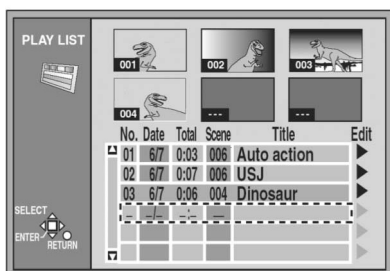 PLAY LIST
001
002
003
004
---
---
No. Date Total Scene Title Edit
01 6/7 0:03 006 Auto action
02 6/7 0:07 006 USJ
03 6/7 0;06 004 Dinosaur
– –/– –:– —
SELECT
ENTER
RETURN